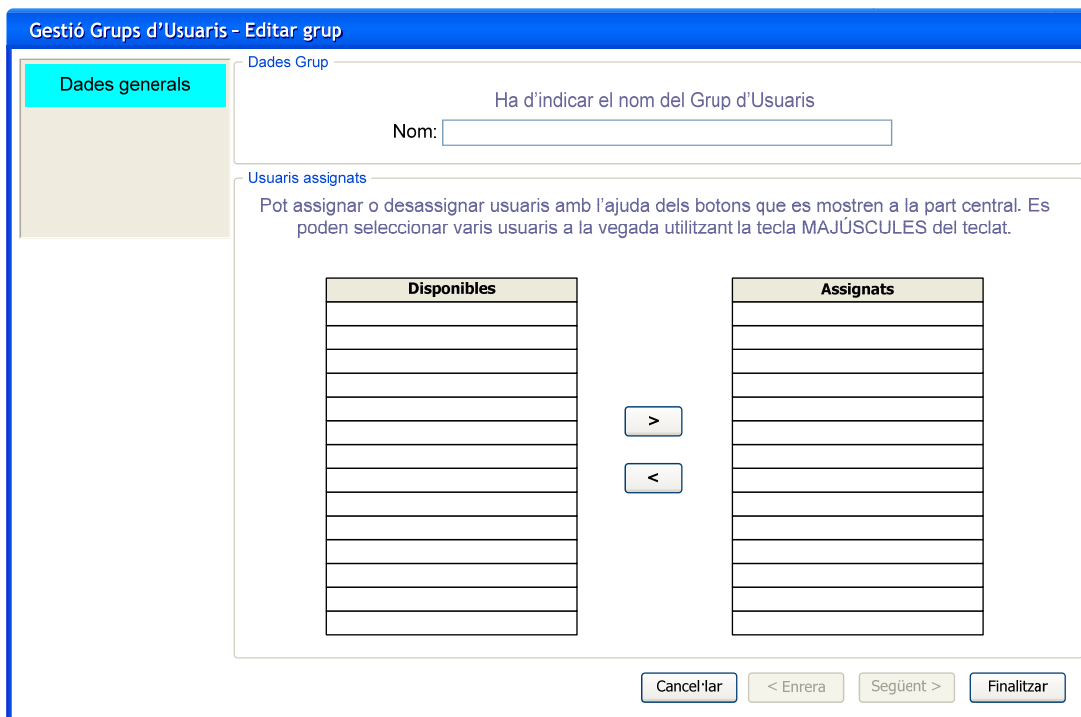 Gestió Grups d'Usuaris – Editar grup
Dades generals
Dades Grup
Ha d'indicar el nom del Grup d'Usuaris
Nom:
Usuaris assignats
Pot assignar o desassignar usuaris amb l'ajuda dels botons que es mostren a la part central. Es
poden seleccionar varis usuaris a la vegada utilitzant la tecla MAJÚSCULES del teclat.
Disponibles
Assignats
>
<
Cancel·lar
< Enrera
Següent >
Finalitzar